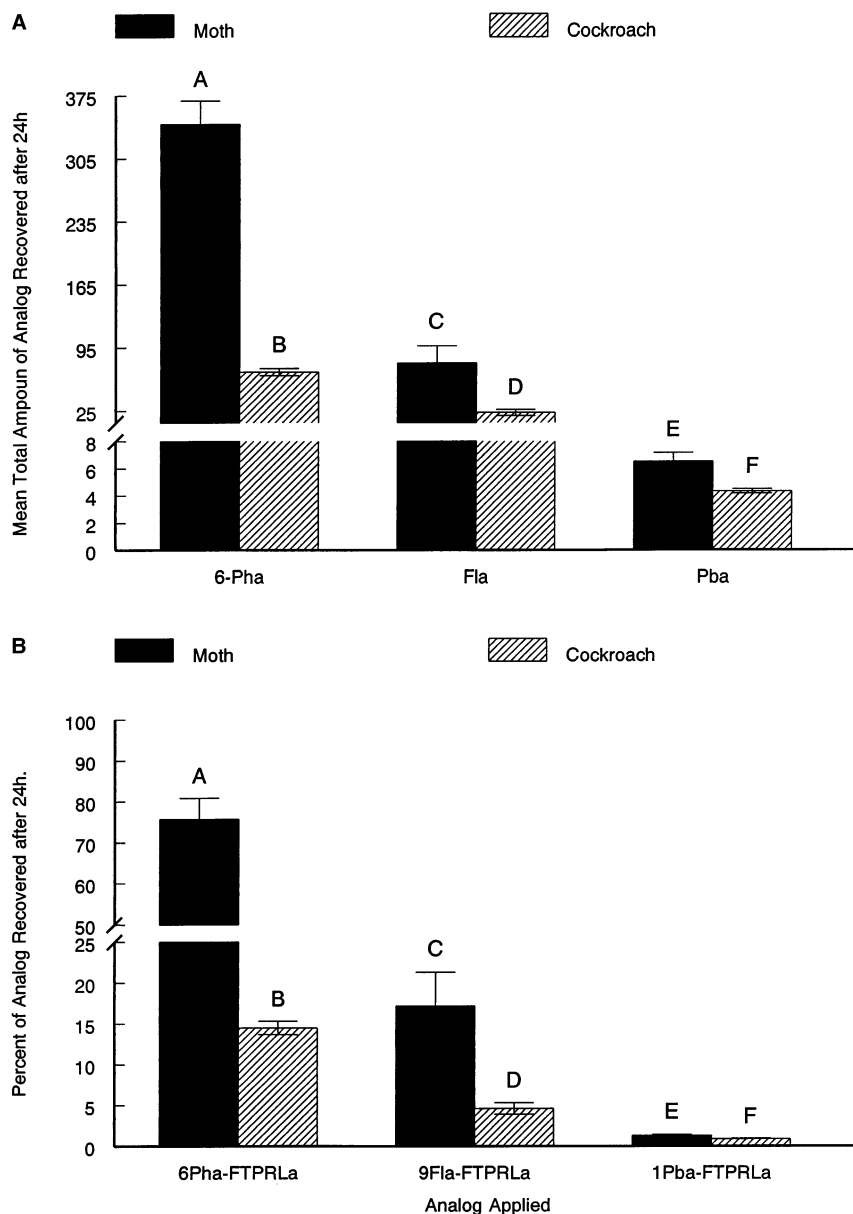 A
Moth
Cockroach
Mean Total Ampoun of Analog Recovered after 24h
375
305
235
165
95
25
8
6
4
2
0
A
B
C
D
E
F
6-Pha
Fla
Pba
B
Moth
Cockroach
Percent of Analog Recovered after 24h.
100
90
80
70
60
50
25
20
15
10
5
0
A
B
C
D
E
F
6Pha-FTPRLa
9Fla-FTPRLa
1Pba-FTPRLa
Analog Applied